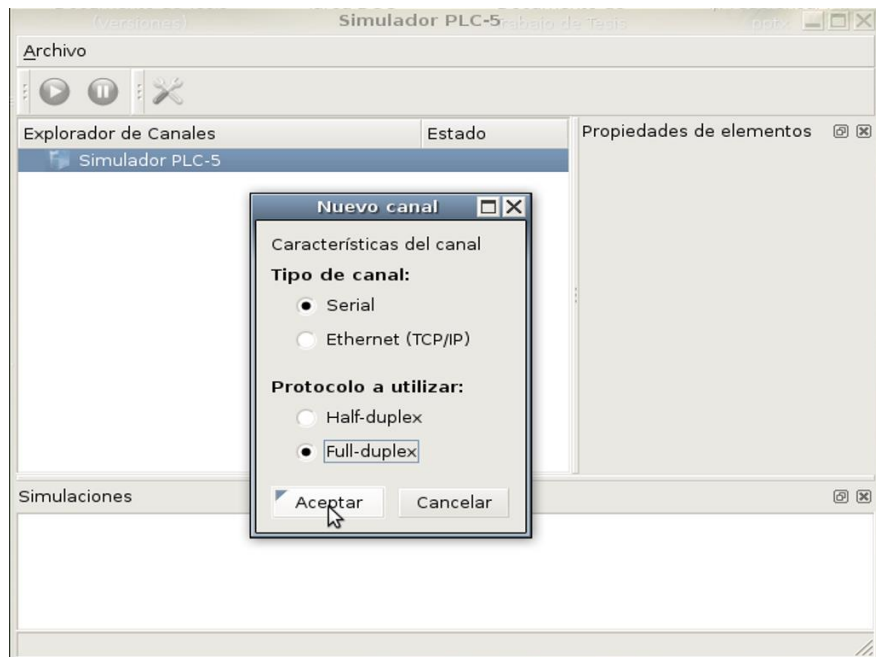 Simulador PLC-5
Archivo
Explorador de Canales Estado
Simulador PLC-5
Propiedades de elementos
Nuevo canal
Características del canal
Tipo de canal:
Serial
Ethernet (TCP/IP)
Protocolo a utilizar:
Half-duplex
Full-duplex
Aceptar Cancelar
Simulaciones